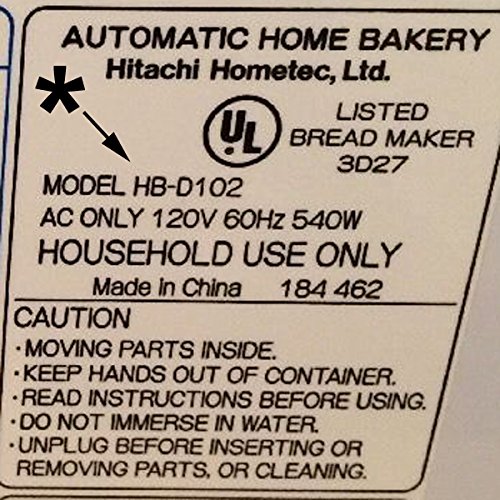 AUTOMATIC HOME BAKERY
Hitachi Hometec, Ltd.
*
UL
LISTED
BREAD MAKER
3D27
MODEL HB-D102
AC ONLY 120V 60Hz 540W
HOUSEHOLD USE ONLY
Made in China 184 462
CAUTION
·MOVING PARTS INSIDE.
·KEEP HANDS OUT OF CONTAINER.
·READ INSTRUCTIONS BEFORE USING.
·DO NOT IMMERSE IN WATER.
·UNPLUG BEFORE INSERTING OR
REMOVING PARTS, OR CLEANING.